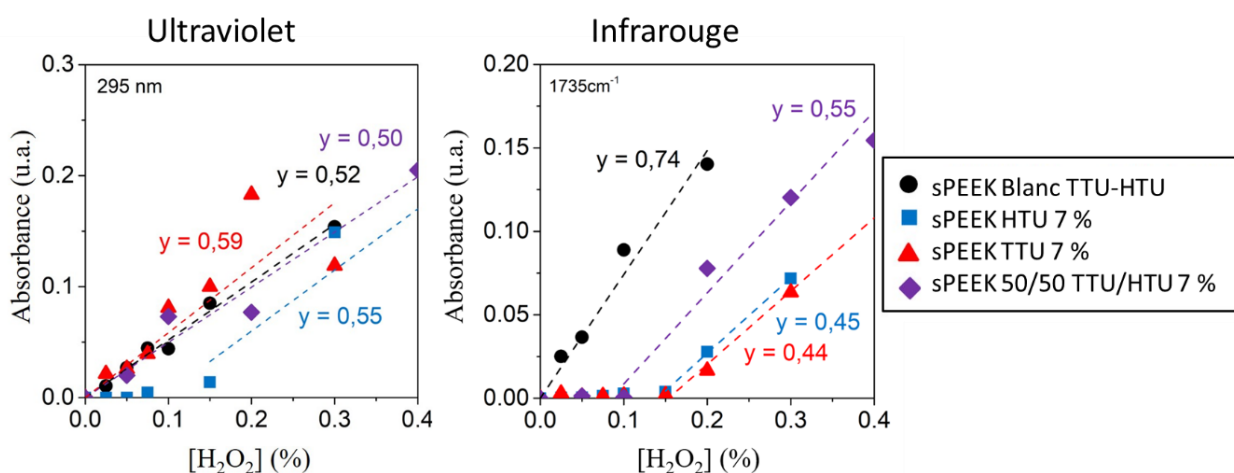 Ultraviolet
0.3
0.2
0.1
0.0
Absorbance (u.a.)
295 nm
y = 0,50
y = 0,52
y = 0,59
y = 0,55
0.0 0.1 0.2 0.3 0.4
[H₂O₂] (%)
Infrarouge
0.20
0.15
0.10
0.05
0.00
Absorbance (u.a.)
1735cm⁻¹
y = 0,55
y = 0,74
y = 0,45
y = 0,44
0.0 0.1 0.2 0.3 0.4
[H₂O₂] (%)
sPEEK Blanc TTU-HTU
sPEEK HTU 7 %
sPEEK TTU 7 %
sPEEK 50/50 TTU/HTU 7 %